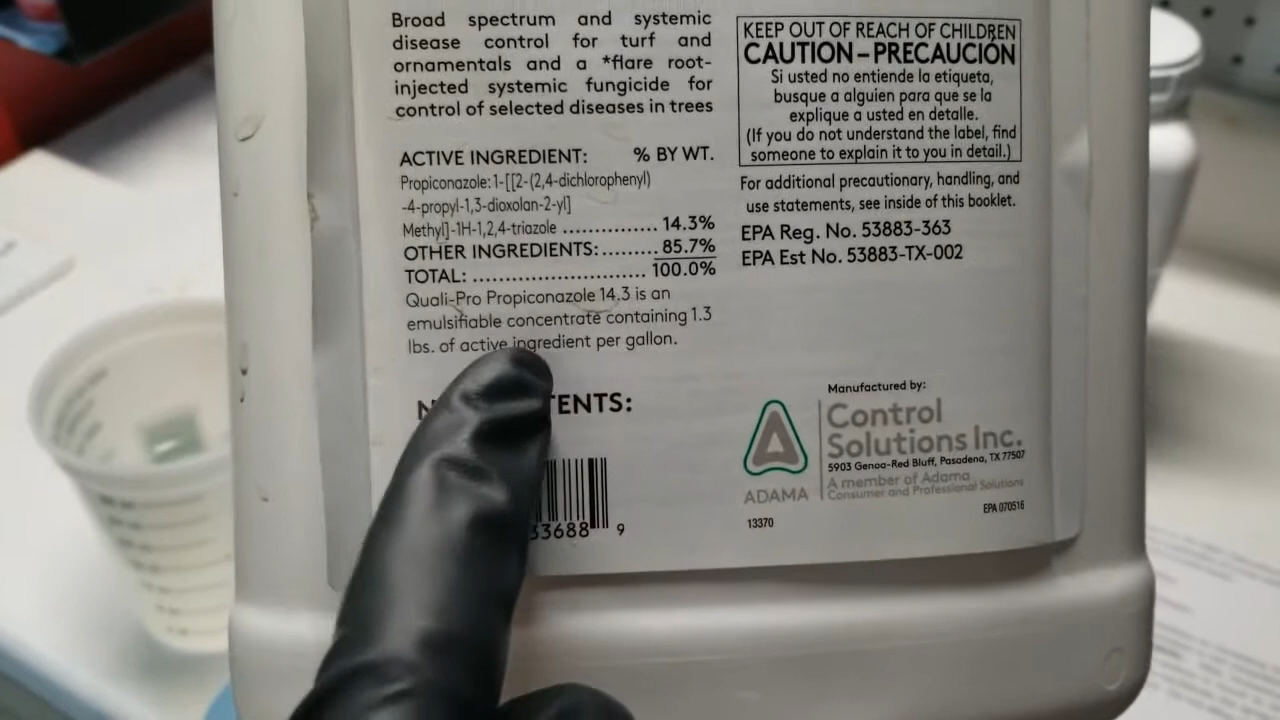 Broad spectrum and systemic
disease control for turf and
ornamentals and a *flare root-
injected systemic fungicide for
control of selected diseases in trees
ACTIVE INGREDIENT: % BY WT.
Propiconazole: 1-[[2-(2,4-dichlorophenyl)
-4-propyl-1,3-dioxolan-2-yl]
Methyl]-1H-1,2,4-triazole .............. 14.3%
OTHER INGREDIENTS:........ 85.7%
TOTAL: ......................... 100.0%
Quali-Pro Propiconazole 14.3 is an
emulsifiable concentrate containing 1.3
lbs. of active ingredient per gallon.
TENTS:
33688 9
KEEP OUT OF REACH OF CHILDREN
CAUTION – PRECAUCIÓN
Si usted no entiende la etiqueta,
busque a alguien para que se la
explique a usted en detalle.
(If you do not understand the label, find
someone to explain it to you in detail.)
For additional precautionary, handling, and
use statements, see inside of this booklet.
EPA Reg. No. 53883-363
EPA Est No. 53883-TX-002
ADAMA
Manufactured by:
Control
Solutions Inc.
5903 Genoa-Red Bluff, Pasadena, TX 77507
A member of Adama
Consumer and Professional Solutions
13370
EPA 070516